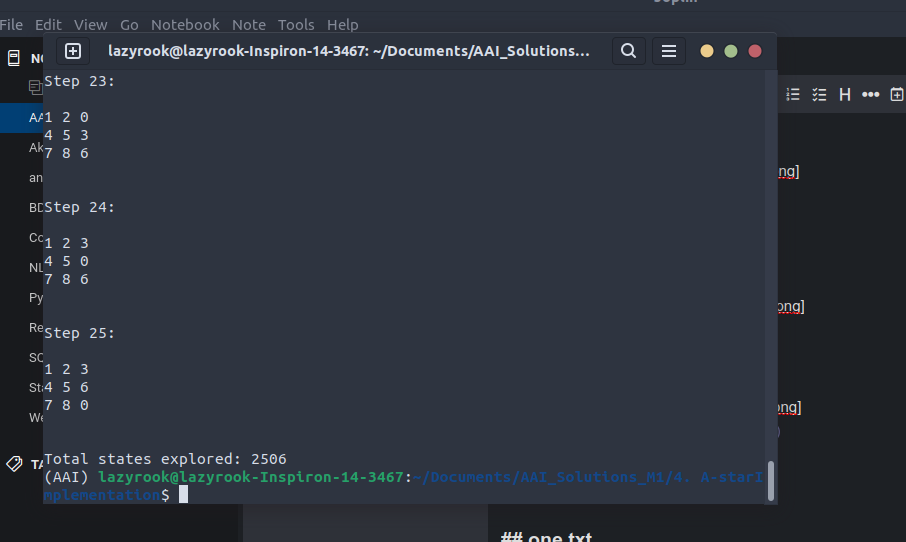 File Edit View Go Notebook Note Tools Help
lazyrook@lazyrook-Inspiron-14-3467: ~/Documents/AAI_Solutions...
Step 23:
1 2 0
4 5 3
7 8 6
Step 24:
1 2 3
4 5 0
7 8 6
Step 25:
1 2 3
4 5 6
7 8 0
Total states explored: 2506
(AAI) lazyrook@lazyrook-Inspiron-14-3467:~/Documents/AAI_Solutions_M1/4. A-starI
mplementation$
NO
AA
Ak
an
BD
Co
NL
Py
Re
SC
Sta
We
TA
H
ng]
ong]
ong]
)
## one.txt